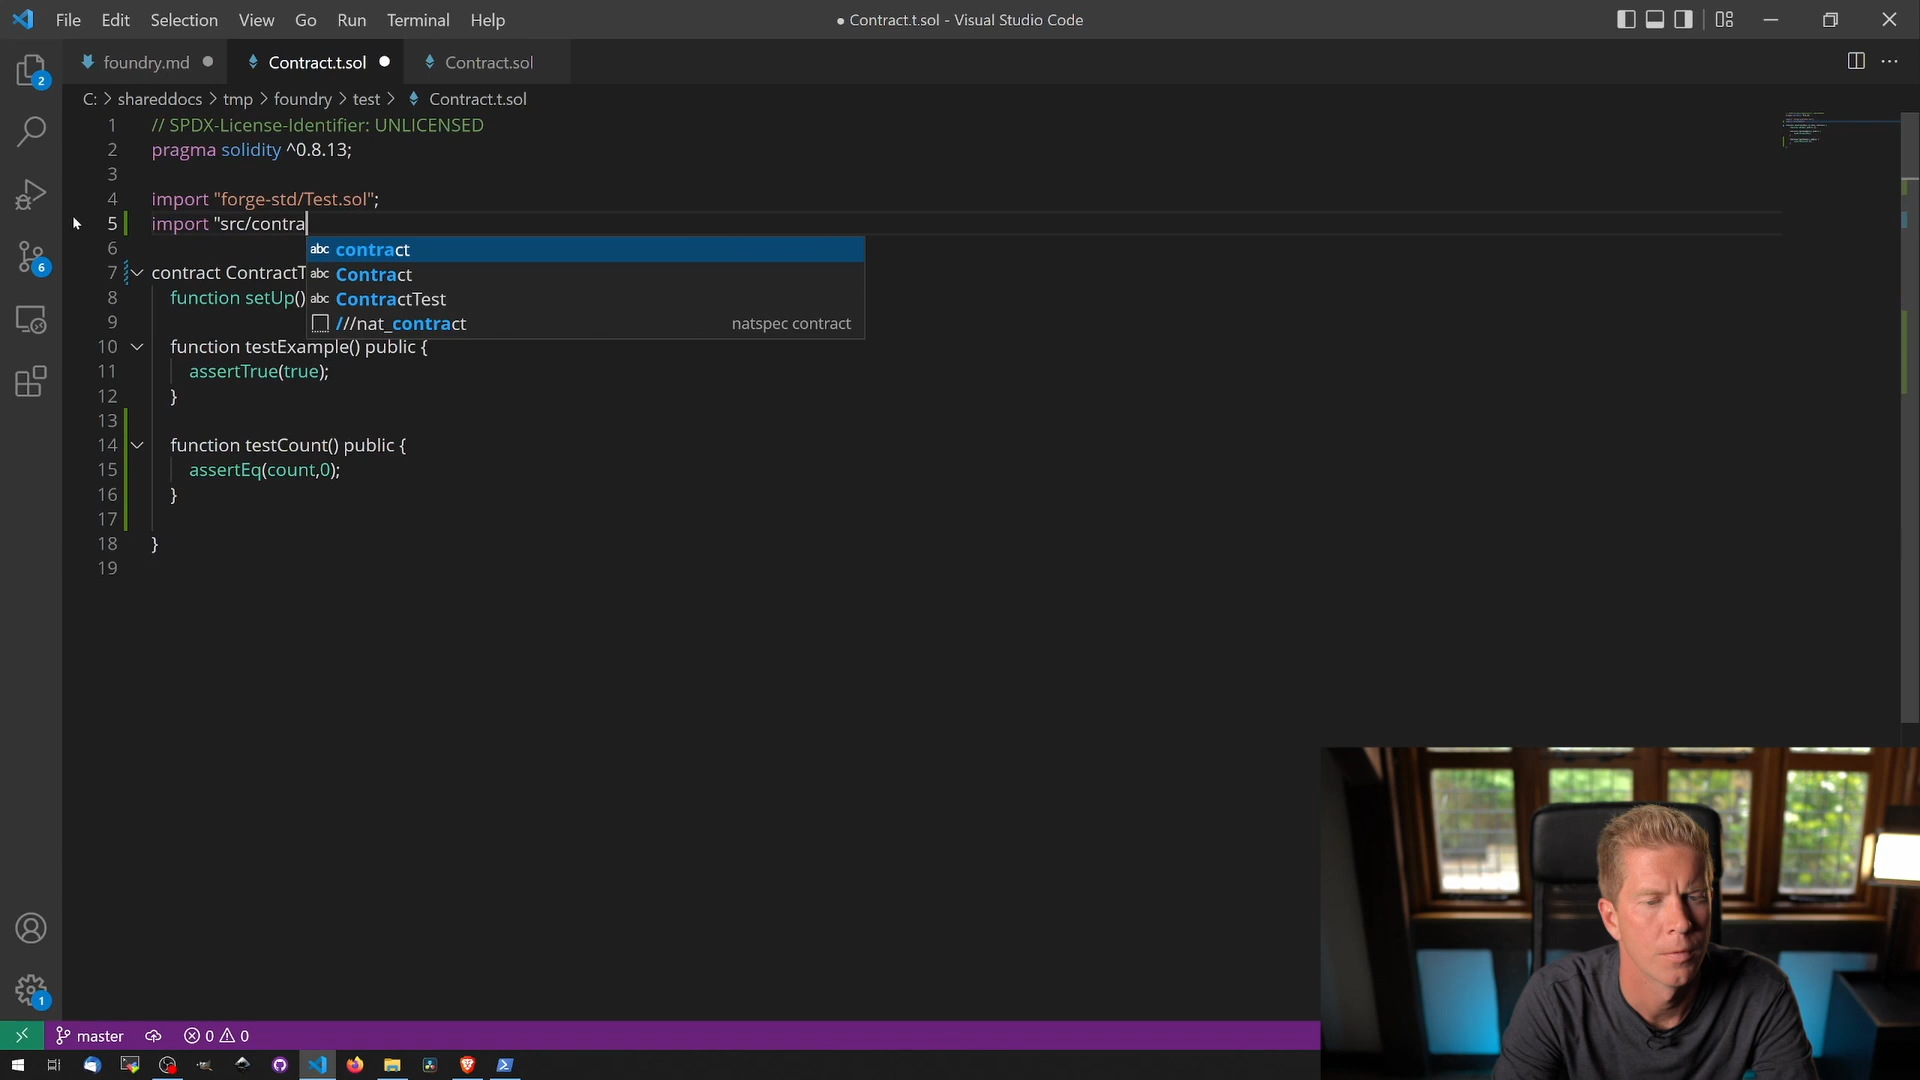 File Edit Selection View Go Run Terminal Help
● Contract.t.sol - Visual Studio Code
foundry.md
Contract.t.sol
Contract.sol
C: > shareddocs > tmp > foundry > test > Contract.t.sol
1 // SPDX-License-Identifier: UNLICENSED
2 pragma solidity ^0.8.13;
3
4 import "forge-std/Test.sol";
5 import "src/contra
6
7 contract ContractT
8 function setUp()
9
10 function testExample() public {
11 assertTrue(true);
12 }
13
14 function testCount() public {
15 assertEq(count,0);
16 }
17
18 }
19
abc contract
abc Contract
abc ContractTest
///nat_contract natspec contract
2
6
1
master 0 0